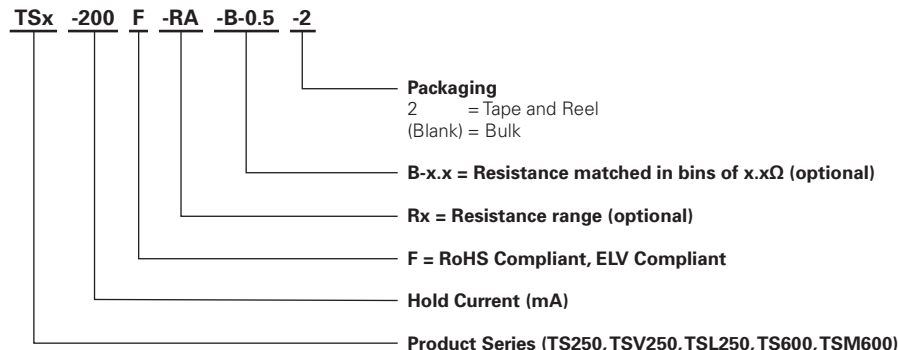 TSx -200 F -RA -B-0.5 -2
Packaging
2 = Tape and Reel
(Blank) = Bulk
B-x.x = Resistance matched in bins of x.xΩ (optional)
Rx = Resistance range (optional)
F = RoHS Compliant, ELV Compliant
Hold Current (mA)
Product Series (TS250, TSV250, TSL250, TS600, TSM600)